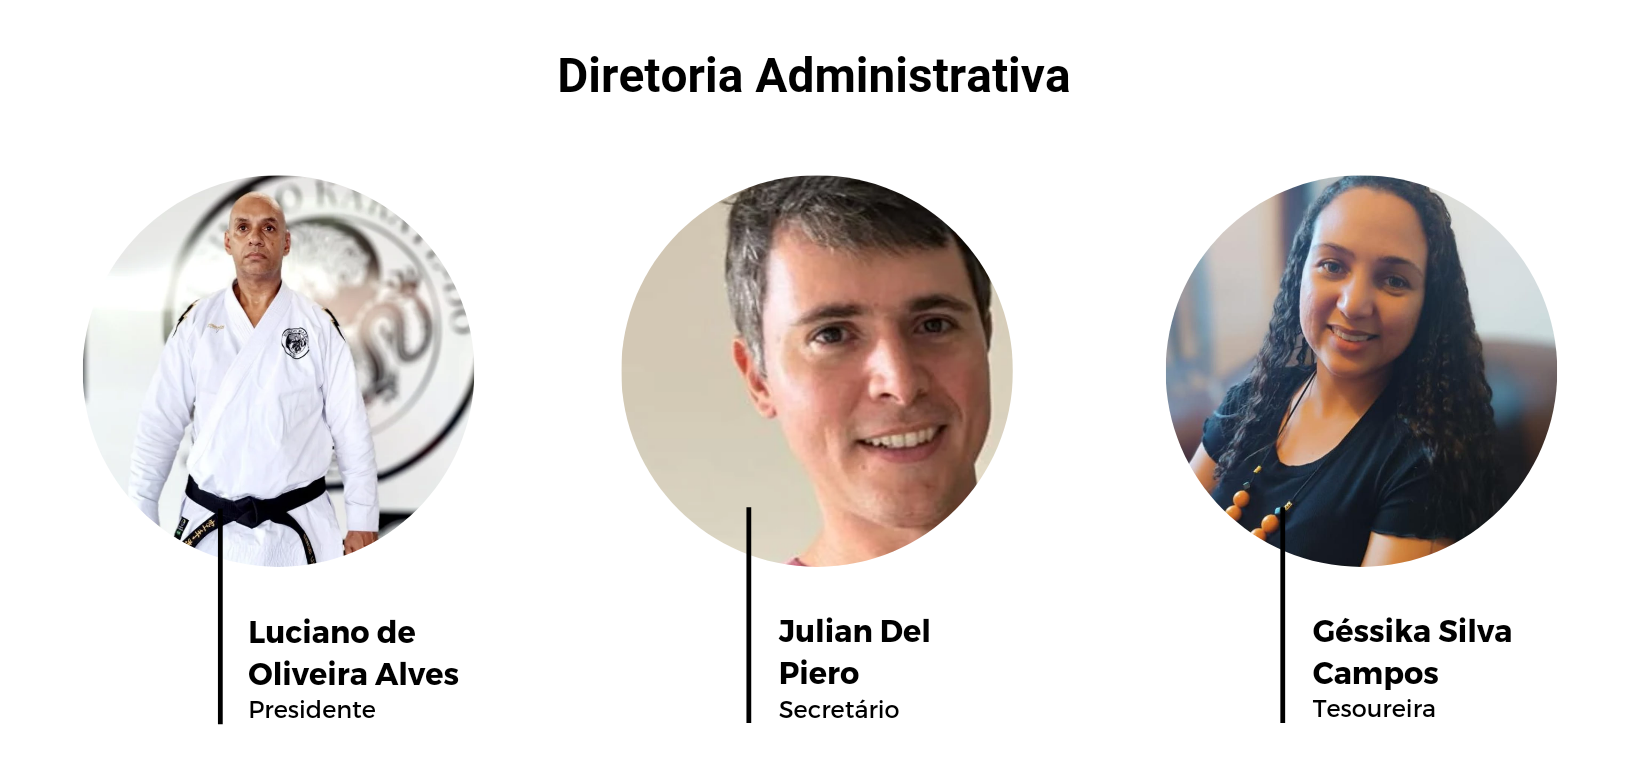 Diretoria Administrativa
Luciano de
Oliveira Alves
Presidente
Julian Del
Piero
Secretário
Géssika Silva
Campos
Tesoureira